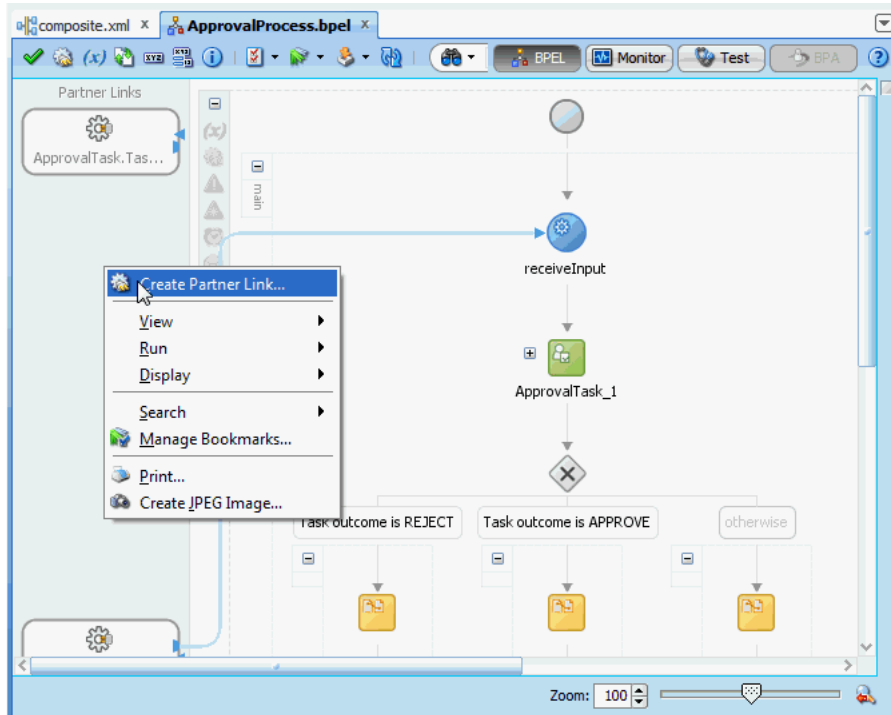 composite.xml
ApprovalProcess.bpel
(x)
XYZ
BPEL
Monitor
Test
BPA
Partner Links
ApprovalTask.Tas...
(x)
main
receiveInput
Create Partner Link...
View
Run
Display
Search
Manage Bookmarks...
Print...
Create JPEG Image...
ApprovalTask_1
Task outcome is REJECT
Task outcome is APPROVE
otherwise
Zoom: 100